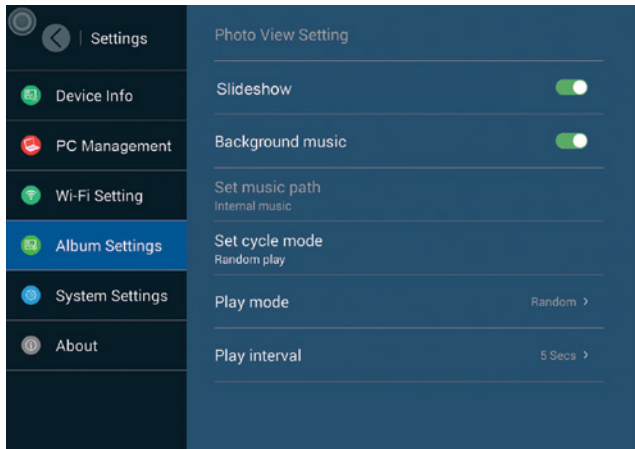 Settings
Device Info
PC Management
Wi-Fi Setting
Album Settings
System Settings
About
Photo View Setting
Slideshow
Background music
Set music path
Internal music
Set cycle mode
Random play
Play mode Random
Play interval 5 Secs